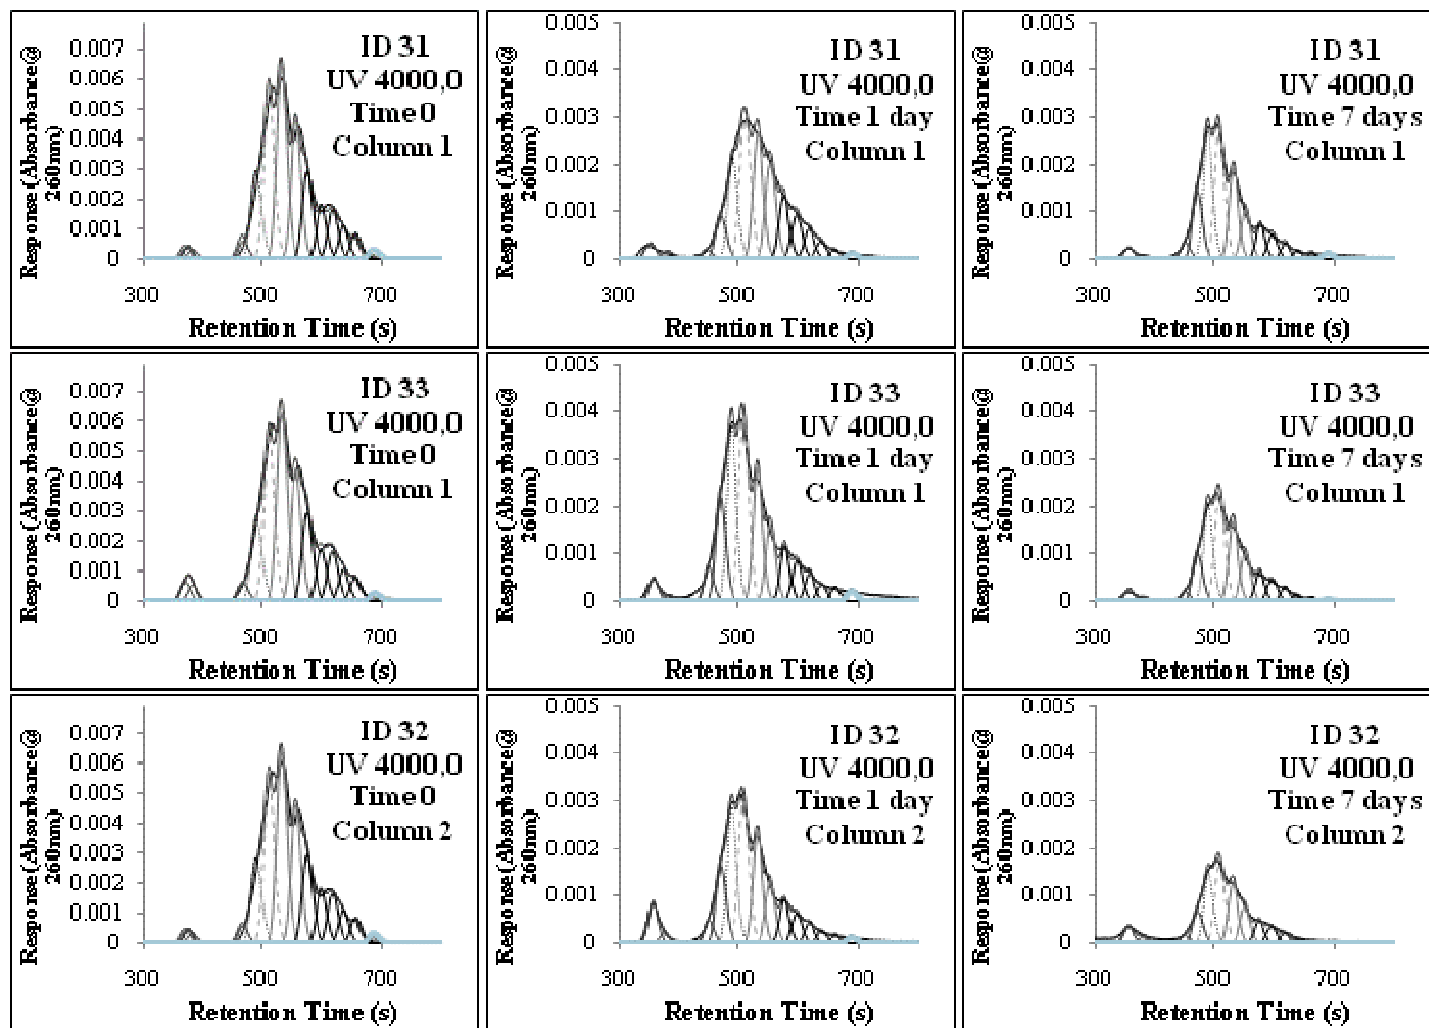 Response (Absorbance@
260nm)
0.007
0.006
0.005
0.004
0.003
0.002
0.001
0
300
500
700
Retention Time (s)
ID 31
UV 4000,0
Time 0
Column 1
Response (Absorbance@
260nm)
0.005
0.004
0.003
0.002
0.001
0
300
500
700
Retention Time (s)
ID 31
UV 4000,0
Time 1 day
Column 1
Response (Absorbance@
260nm)
0.005
0.004
0.003
0.002
0.001
0
300
500
700
Retention Time (s)
ID 31
UV 4000,0
Time 7 days
Column 1
Response (Absorbance@
260nm)
0.007
0.006
0.005
0.004
0.003
0.002
0.001
0
300
500
700
Retention Time (s)
ID 33
UV 4000,0
Time 0
Column 1
Response (Absorbance@
260nm)
0.005
0.004
0.003
0.002
0.001
0
300
500
700
Retention Time (s)
ID 33
UV 4000,0
Time 1 day
Column 1
Response (Absorbance@
260nm)
0.005
0.004
0.003
0.002
0.001
0
300
500
700
Retention Time (s)
ID 33
UV 4000,0
Time 7 days
Column 1
Response (Absorbance@
260nm)
0.007
0.006
0.005
0.004
0.003
0.002
0.001
0
300
500
700
Retention Time (s)
ID 32
UV 4000,0
Time 0
Column 2
Response (Absorbance@
260nm)
0.005
0.004
0.003
0.002
0.001
0
300
500
700
Retention Time (s)
ID 32
UV 4000,0
Time 1 day
Column 2
Response (Absorbance@
260nm)
0.005
0.004
0.003
0.002
0.001
0
300
500
700
Retention Time (s)
ID 32
UV 4000,0
Time 7 days
Column 2